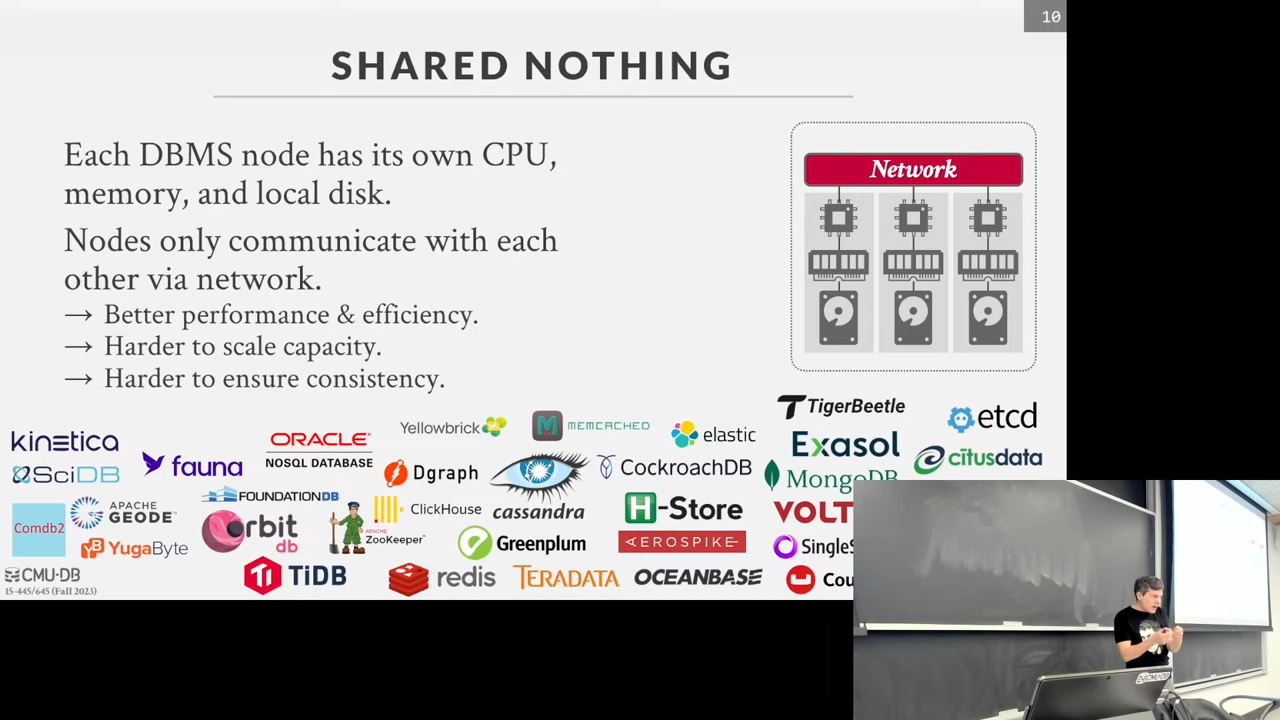 10
SHARED NOTHING
Each DBMS node has its own CPU,
memory, and local disk.
Nodes only communicate with each
other via network.
→ Better performance & efficiency.
→ Harder to scale capacity.
→ Harder to ensure consistency.
Network
kinetica
SciDB
fauna
ORACLE
NOSQL DATABASE
Yellowbrick
MEMCACHED
elastic
TigerBeetle
etcd
Dgraph
cassandra
CockroachDB
Exasol
MongoDB
citusdata
Comdb2
APACHE
GEODE
YugaByte
FOUNDATIONDB
Orbit
db
APACHE
ZooKeeper
ClickHouse
Greenplum
H-Store
AEROSPIKE
VOLT
SingleS
TiDB
redis
TERADATA
OCEANBASE
Cou
CMU·DB
15-445/645 (Fall 2023)
CMU·DB